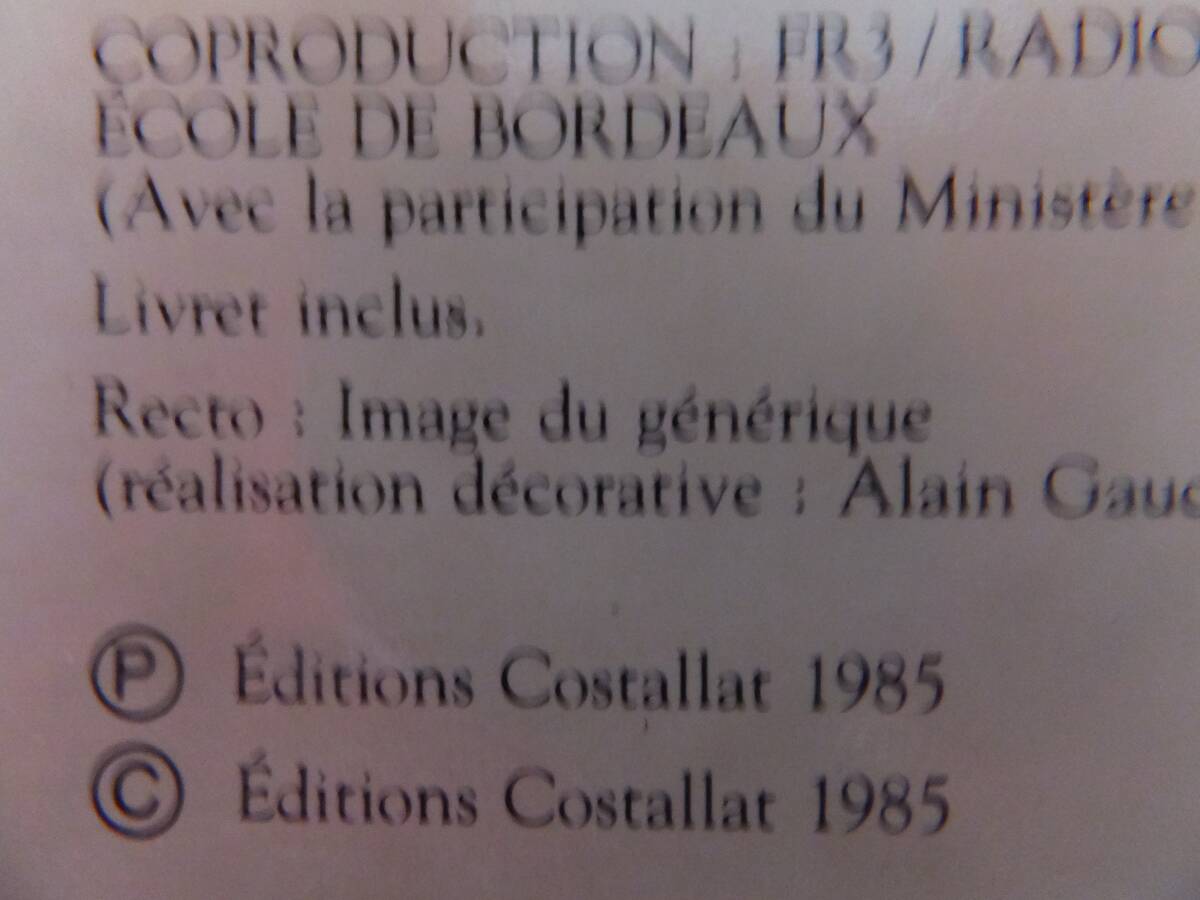 COPRODUCTION : FR3 / RADIO
ÉCOLE DE BORDEAUX
(Avec la participation du Ministère
Livret inclus.
Recto : Image du générique
(réalisation décorative : Alain Gauc
Ⓟ Éditions Costallat 1985
© Éditions Costallat 1985